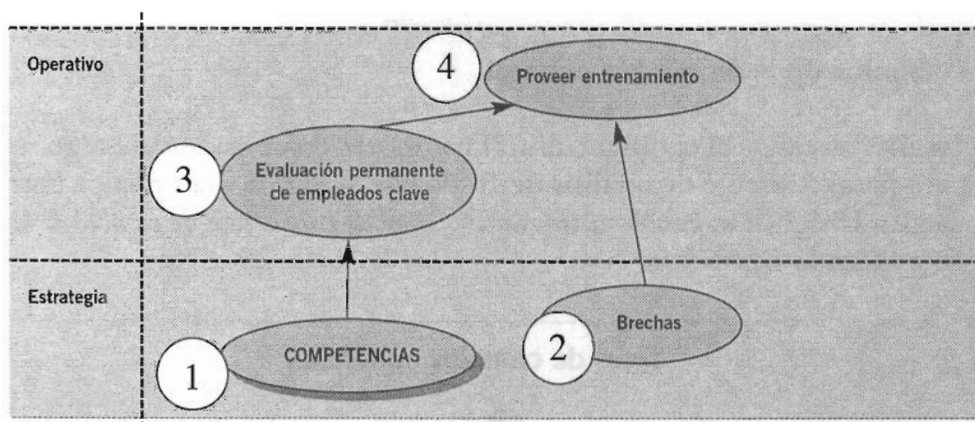 Operativo
4
Proveer entrenamiento
3
Evaluación permanente
de empleados clave
Estrategia
2
Brechas
1
COMPETENCIAS